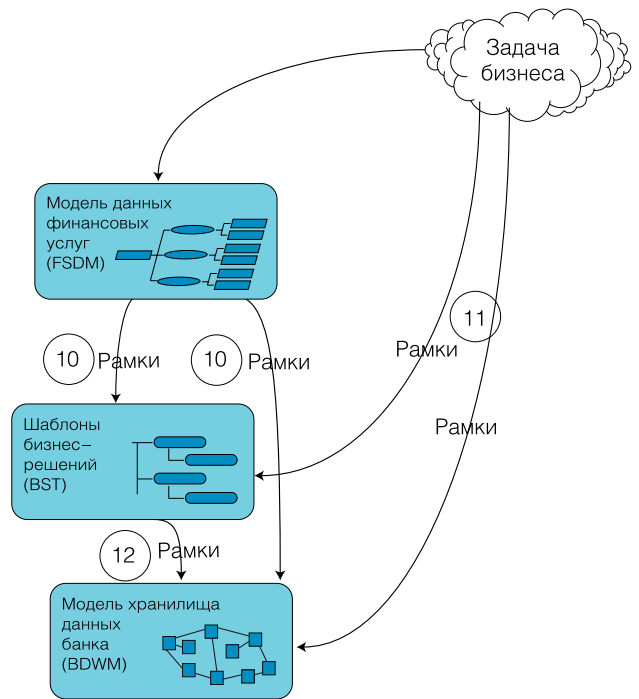 Задача
бизнеса
Модель данных
финансовых
услуг
(FSDM)
11
Рамки
10 Рамки
10 Рамки
Рамки
Шаблоны
бизнес–
решений
(BST)
12 Рамки
Модель хранилища
данных
банка
(BDWM)